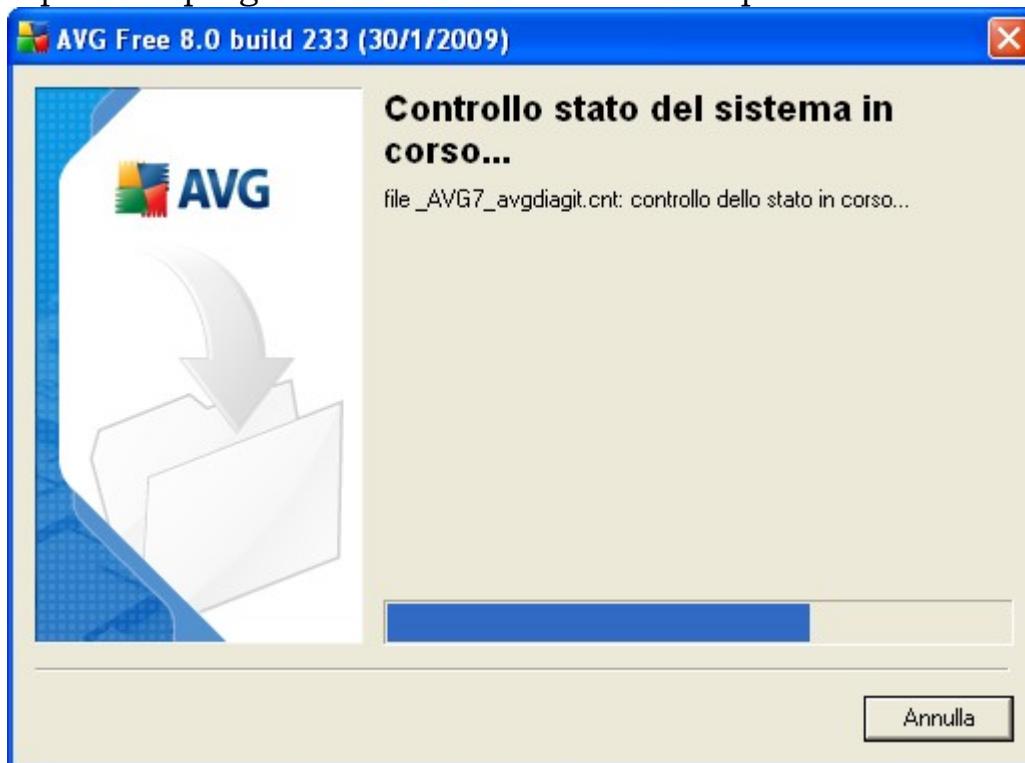 AVG Free 8.0 build 233 (30/1/2009)
AVG
Controllo stato del sistema in
corso...
file _AVG7_avgdiagit.cnt: controllo dello stato in corso...
Annulla